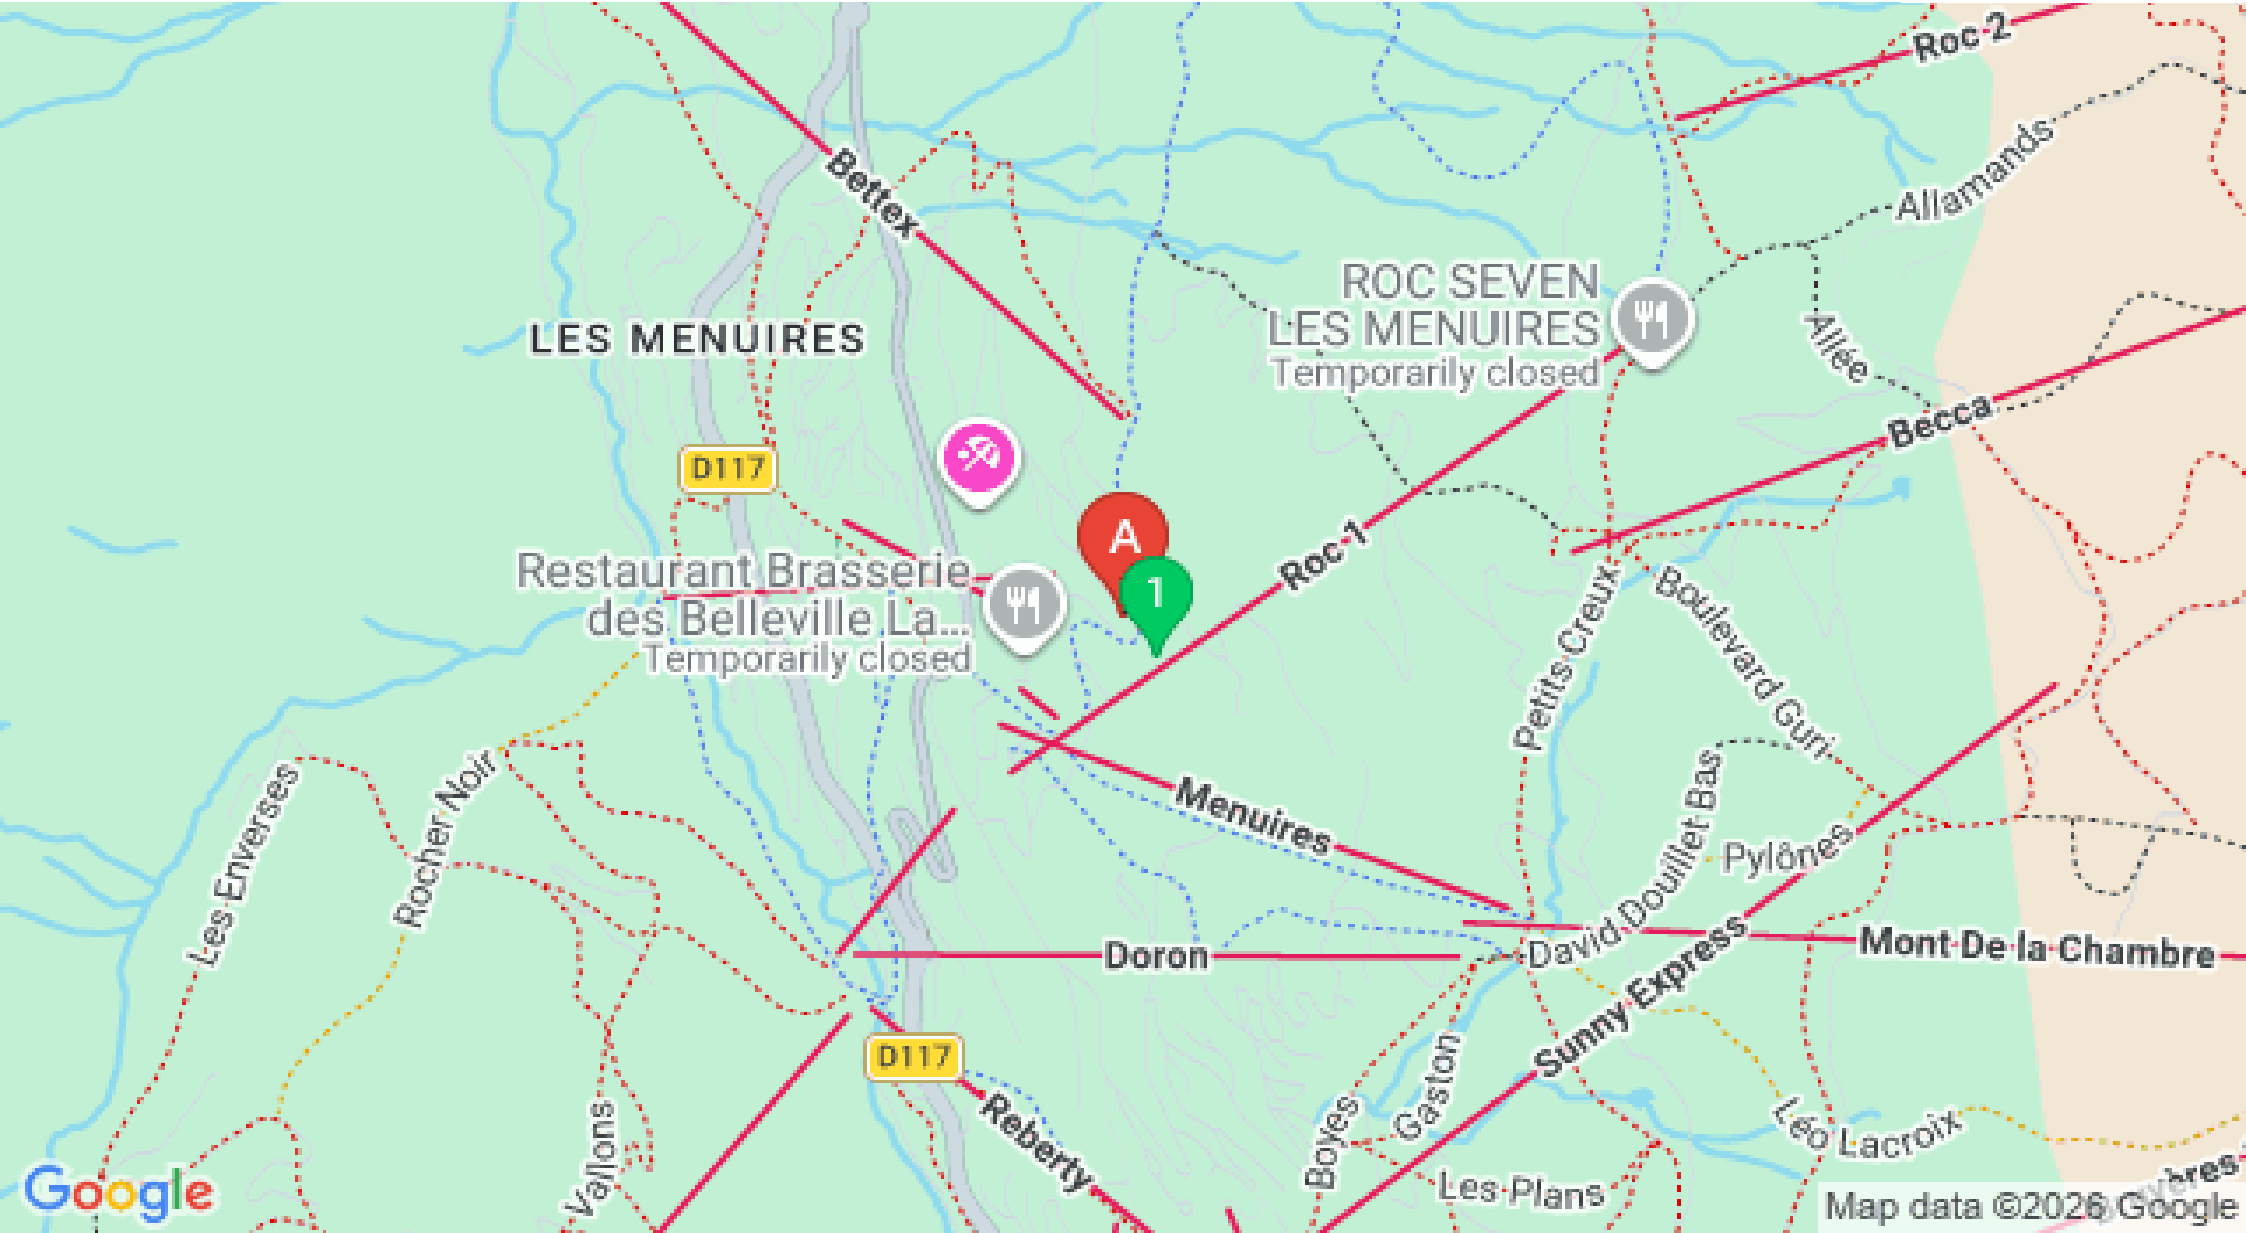 Roc 2
Bettex
Allamands
ROC SEVEN
LES MENUIRES
Temporarily closed
LES MENUIRES
Allée
Becca
D117
A
1
Roc 1
Restaurant Brasserie
des Belleville La...
Temporarily closed
Petits Creux
Boulevard Guri
Les Enverses
Rocher Noir
Menuires
David Douillet Bas
Pylônes
Doron
Mont De la Chambre
Sunny Express
D117
Gaston
Boyes
Reberty
Vallons
Léo Lacroix
Les Plans
Google
Map data ©2026 Google